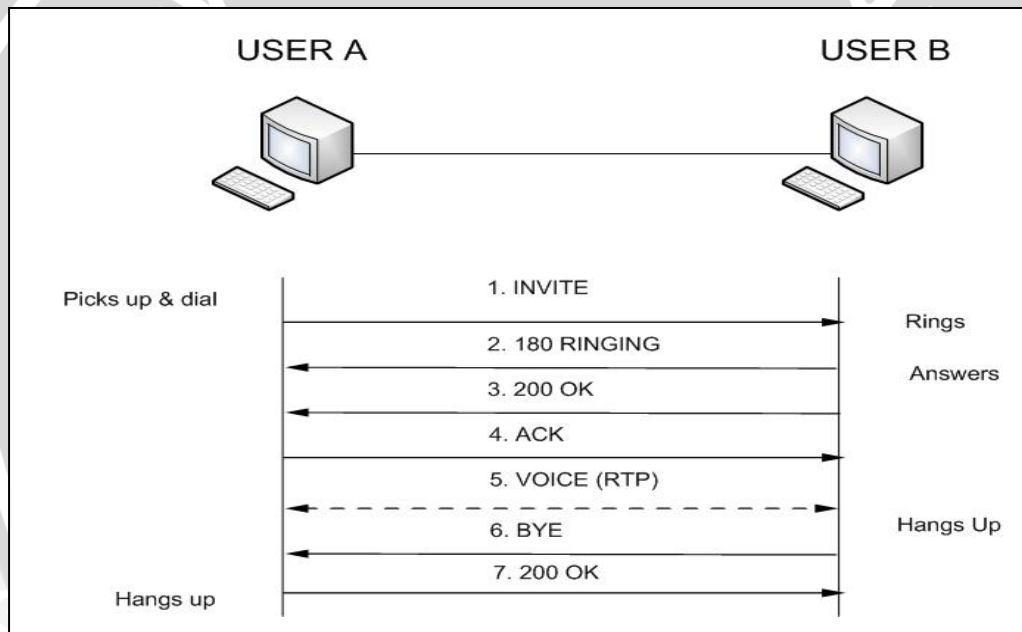 USER A
USER B
Picks up & dial
1. INVITE
Rings
2. 180 RINGING
Answers
3. 200 OK
4. ACK
5. VOICE (RTP)
Hangs Up
6. BYE
7. 200 OK
Hangs up